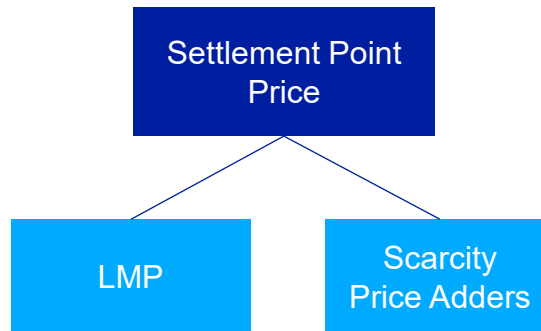 Settlement Point
Price
LMP
Scarcity
Price Adders